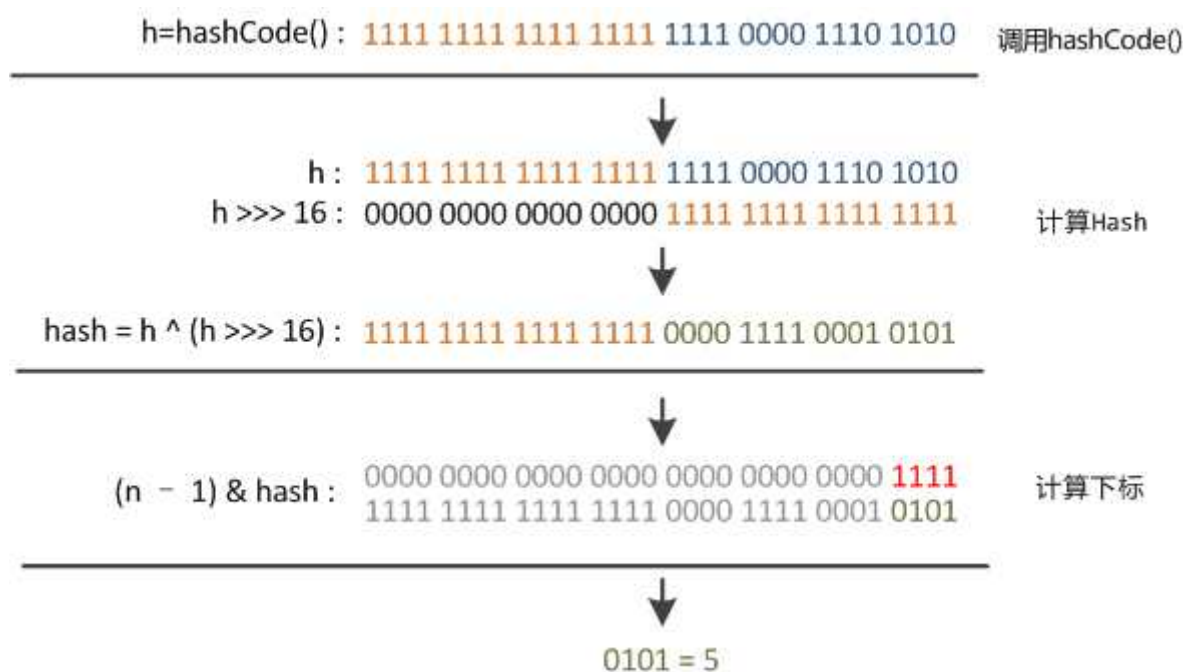 h=hashCode() : 1111 1111 1111 1111 1111 0000 1110 1010 调用hashCode()
h : 1111 1111 1111 1111 1111 0000 1110 1010
h >>> 16 : 0000 0000 0000 0000 1111 1111 1111 1111
计算Hash
hash = h ^ (h >>> 16) : 1111 1111 1111 1111 0000 1111 0001 0101
0000 0000 0000 0000 0000 0000 0000 1111
(n － 1) & hash : 计算下标
1111 1111 1111 1111 0000 1111 0001 0101
0101 = 5